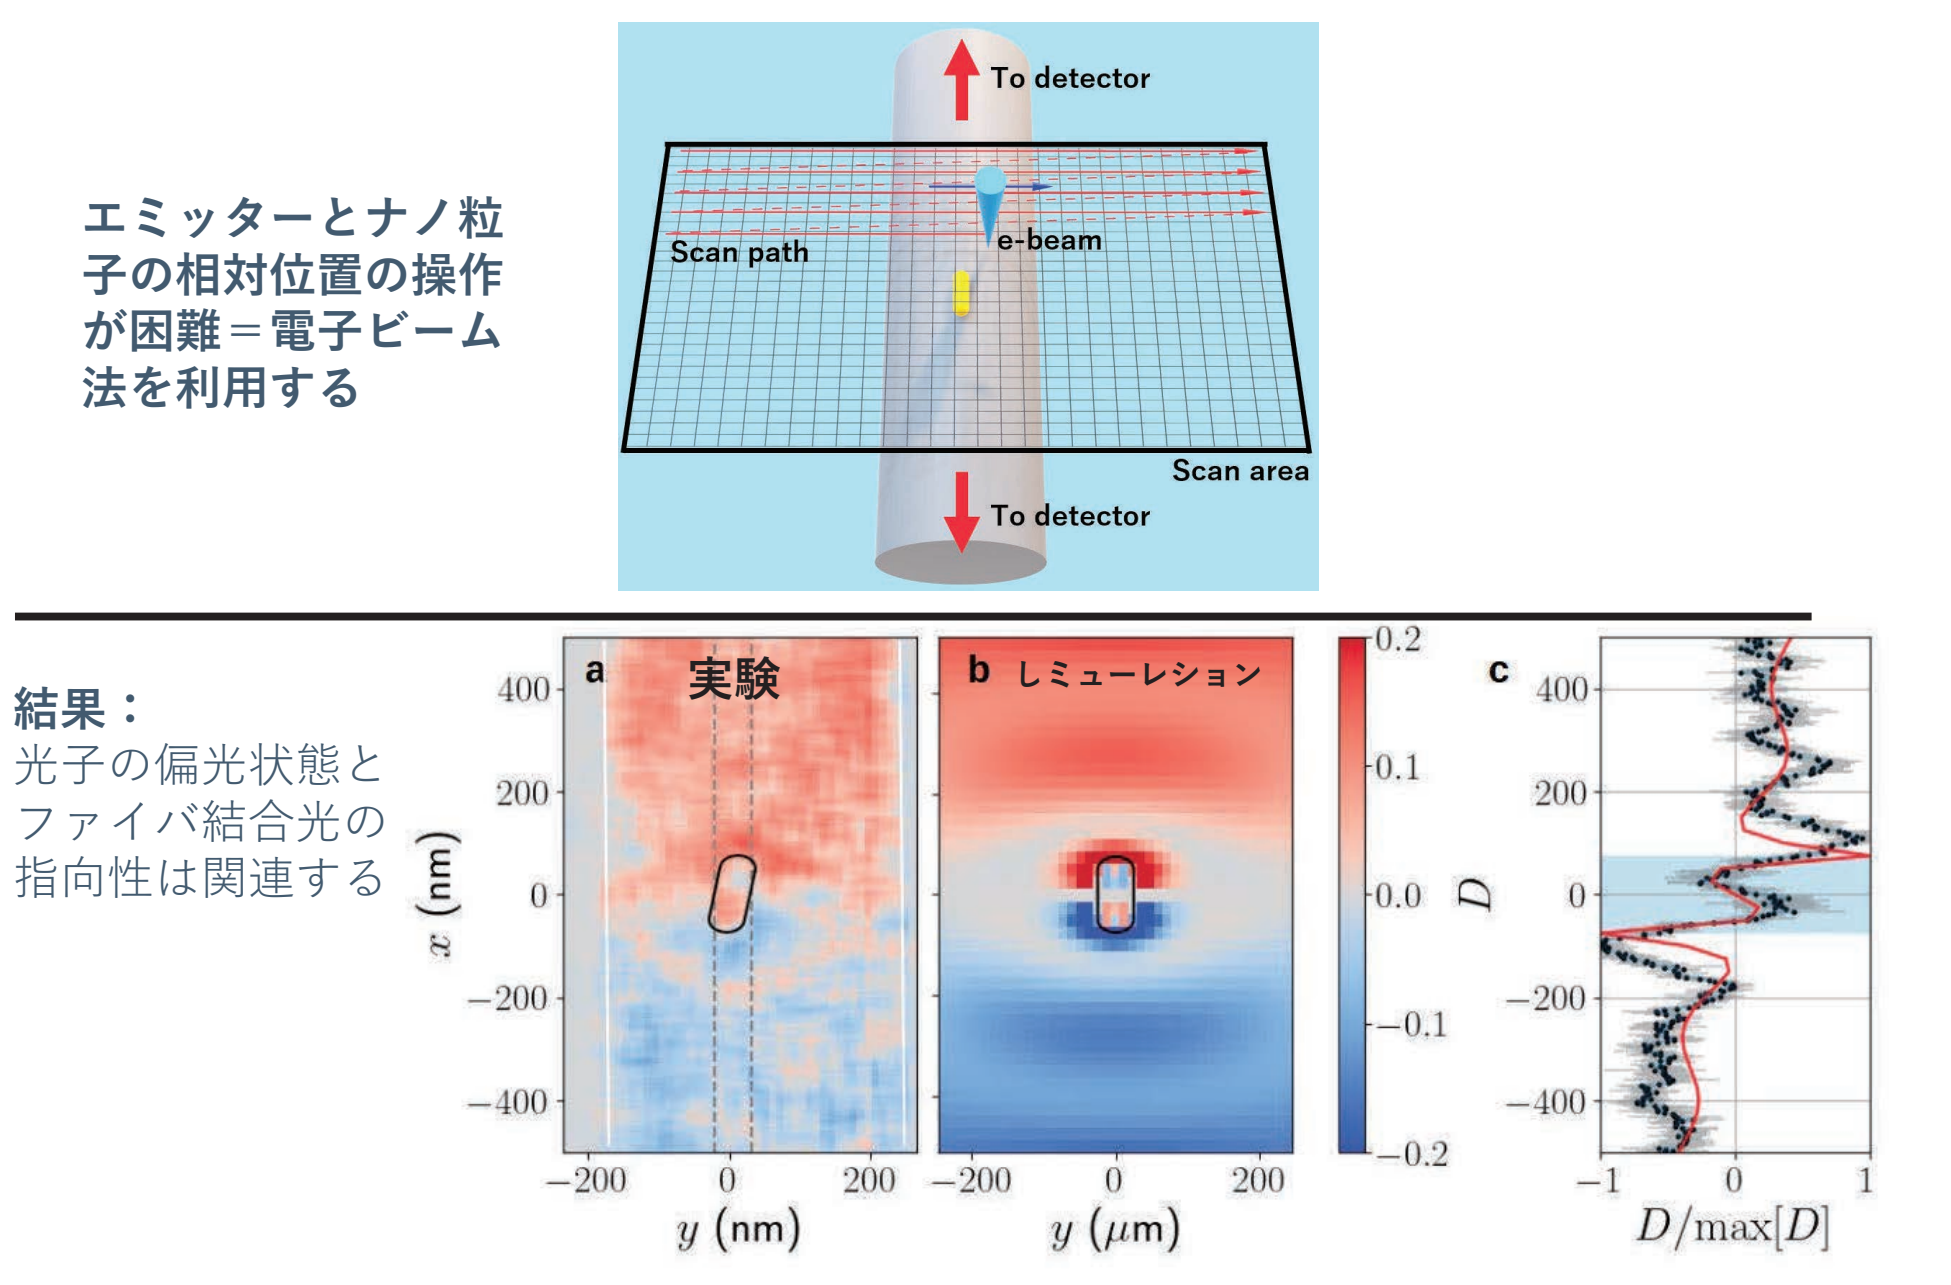 To detector
エミッターとナノ粒
子の相対位置の操作
が困難＝電子ビーム
法を利用する
Scan path
e-beam
Scan area
To detector
結果：
光子の偏光状態と
ファイバ結合光の
指向性は関連する
a 実験
b しミューレション
c
x (nm)
400
200
0
−200
−400
−200 0 200
y (nm)
−200 0 200
y (μm)
0.2
0.1
0.0
−0.1
−0.2
D
400
200
0
−200
−400
−1 0 1
D/max[D]